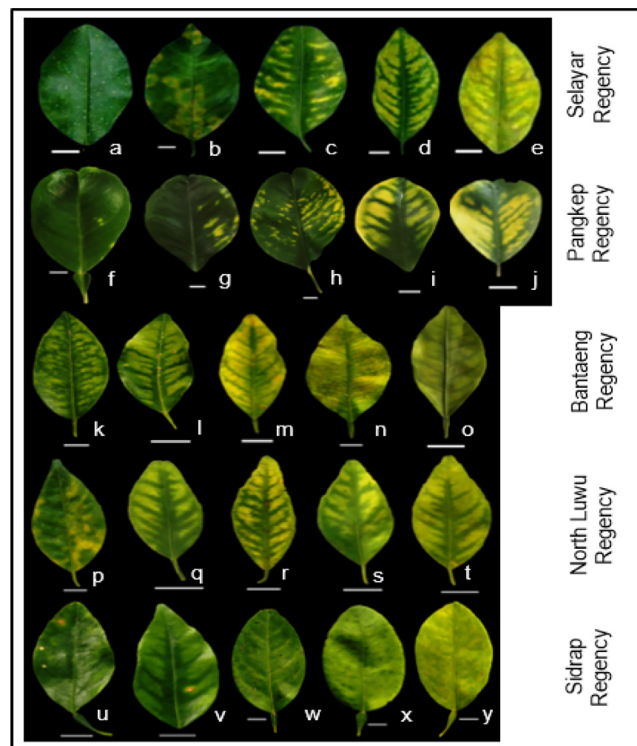 a b c d e
Selayar
Regency
f g h i j
Pangkep
Regency
k l m n o
Bantaeng
Regency
p q r s t
North Luwu
Regency
u v w x y
Sidrap
Regency